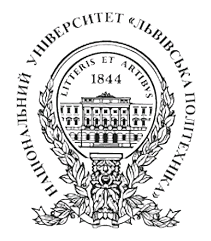 НАЦІОНАЛЬНИЙ УНІВЕРСИТЕТ «ЛЬВІВСЬКА ПОЛІТЕХНІКА»
LITTERIS ET ARTIBUS
1844